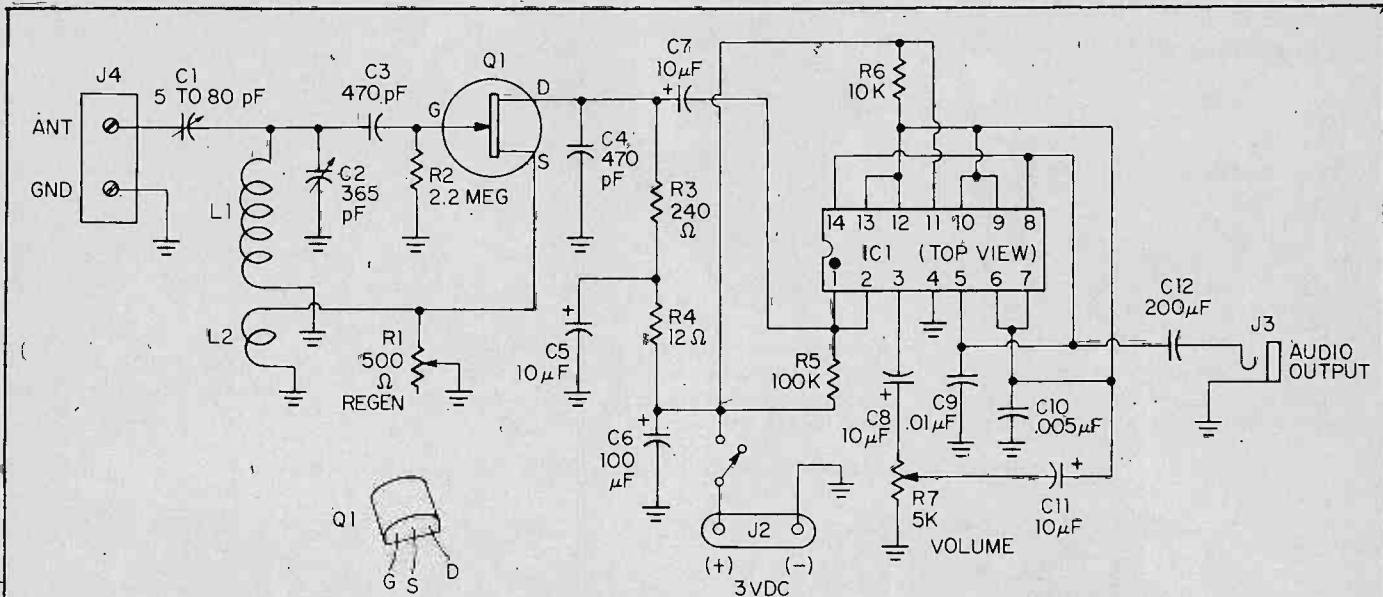 J4
ANT
GND
C1
5 TO 80 pF
L1
L2
C2
365
pF
C3
470 pF
R2
2.2 MEG
Q1
G
D
S
R1
500
Ω
REGEN
C4
470
pF
R3
240
Ω
C5
10µF
R4
12Ω
C6
100
µF
C7
10µF
R6
10K
14 13 12 11 10 9 8
IC1 (TOP VIEW)
1 2 3 4 5 6 7
R5
100K
C8
10µF
C9
.01µF
C10
.005µF
C11
10µF
R7
5K
VOLUME
C12
200µF
J3
AUDIO
OUTPUT
J2
(+) (-)
3VDC
Q1
G S D